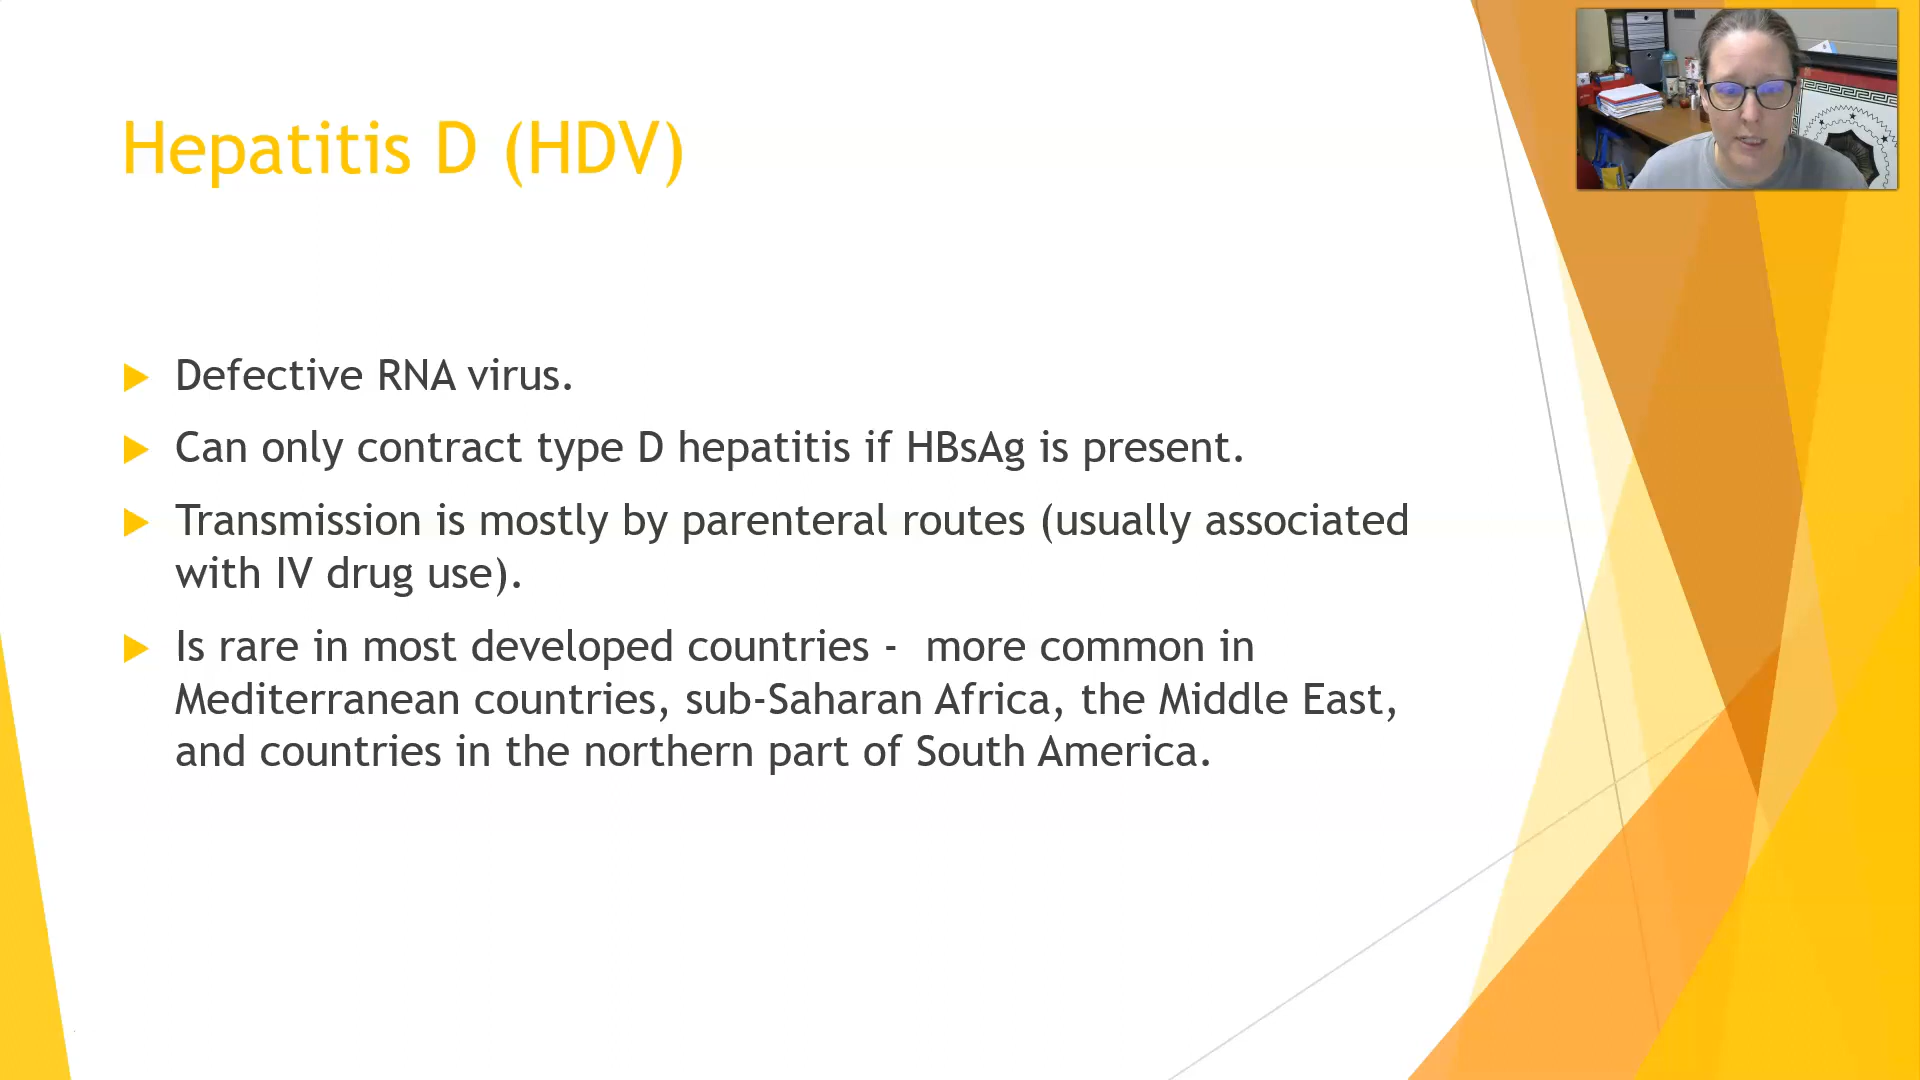 Hepatitis D (HDV)
Defective RNA virus.
Can only contract type D hepatitis if HBsAg is present.
Transmission is mostly by parenteral routes (usually associated
with IV drug use).
Is rare in most developed countries -  more common in
Mediterranean countries, sub-Saharan Africa, the Middle East,
and countries in the northern part of South America.